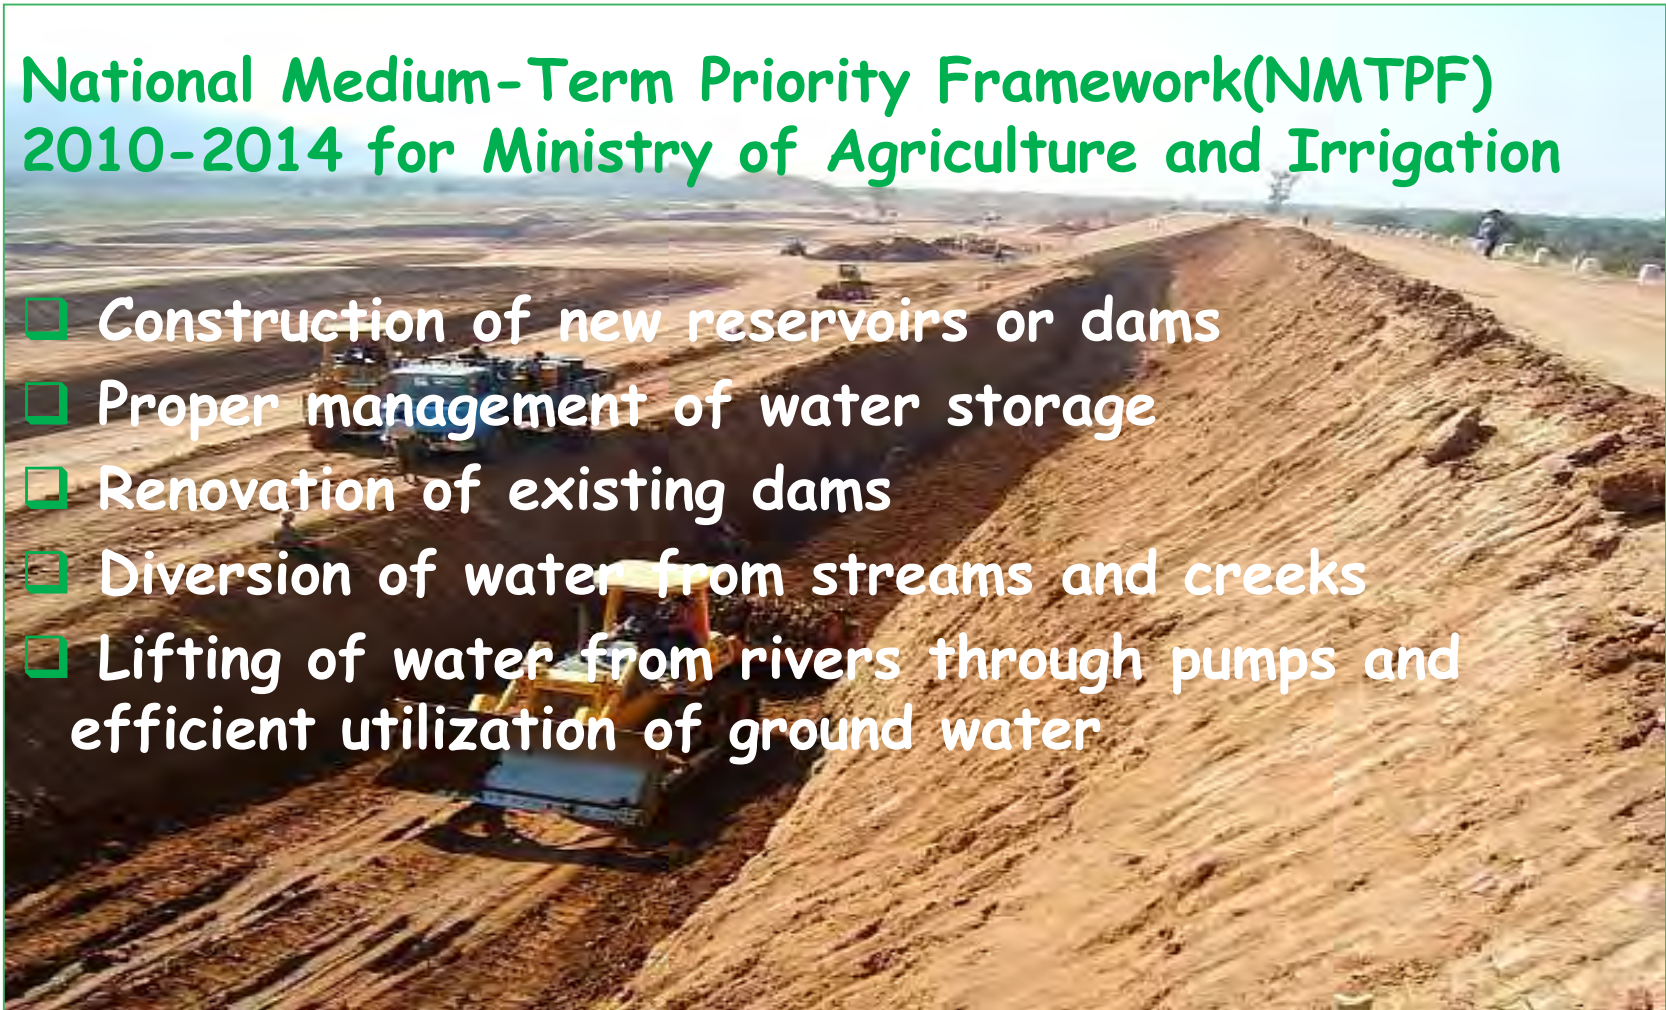 National Medium-Term Priority Framework(NMTPF)
2010-2014 for Ministry of Agriculture and Irrigation
❑ Construction of new reservoirs or dams
❑ Proper management of water storage
❑ Renovation of existing dams
❑ Diversion of water from streams and creeks
❑ Lifting of water from rivers through pumps and
efficient utilization of ground water